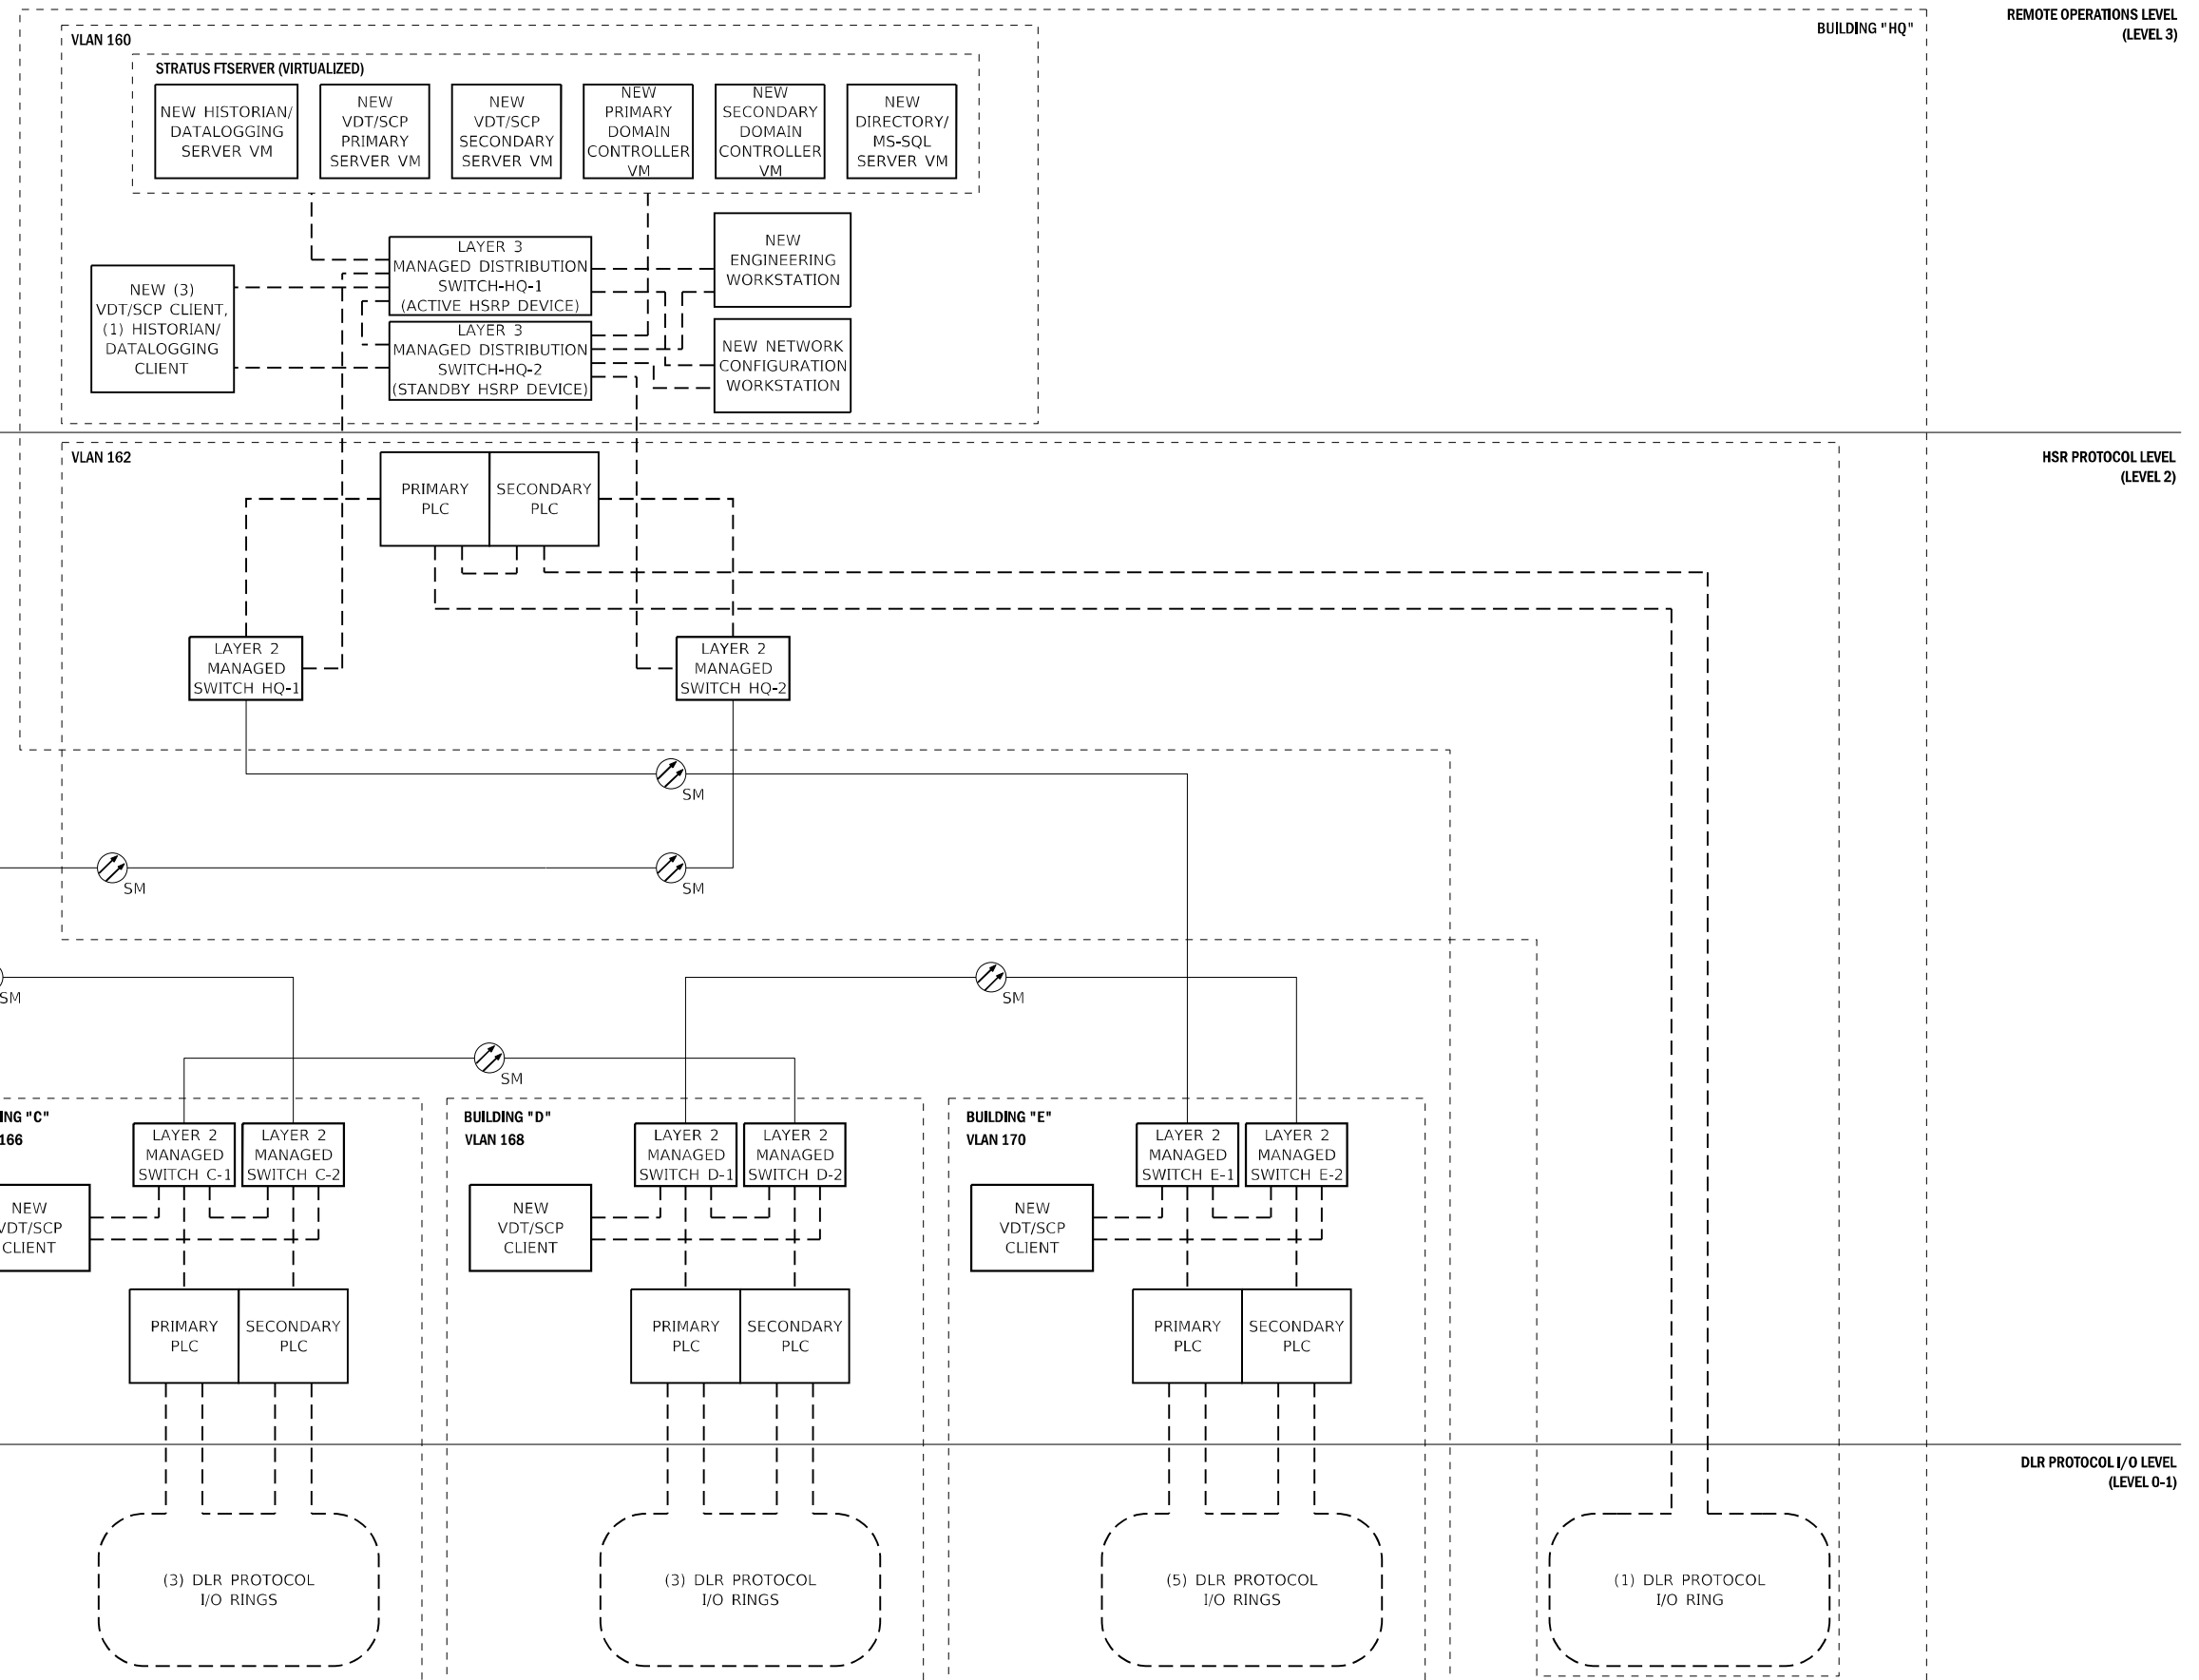 REMOTE OPERATIONS LEVEL
(LEVEL 3)
BUILDING "HQ"
VLAN 160
STRATUS FTSERVER (VIRTUALIZED)
NEW HISTORIAN/
DATALOGGING
SERVER VM
NEW
VDT/SCP
PRIMARY
SERVER VM
NEW
VDT/SCP
SECONDARY
SERVER VM
NEW
PRIMARY
DOMAIN
CONTROLLER
VM
NEW
SECONDARY
DOMAIN
CONTROLLER
VM
NEW
DIRECTORY/
MS-SQL
SERVER VM
NEW (3)
VDT/SCP CLIENT,
(1) HISTORIAN/
DATALOGGING
CLIENT
LAYER 3
MANAGED DISTRIBUTION
SWITCH-HQ-1
(ACTIVE HSRP DEVICE)
LAYER 3
MANAGED DISTRIBUTION
SWITCH-HQ-2
(STANDBY HSRP DEVICE)
NEW
ENGINEERING
WORKSTATION
NEW NETWORK
CONFIGURATION
WORKSTATION
VLAN 162
HSR PROTOCOL LEVEL
(LEVEL 2)
PRIMARY
PLC
SECONDARY
PLC
LAYER 2
MANAGED
SWITCH HQ-1
LAYER 2
MANAGED
SWITCH HQ-2
SM
SM
SM
SM
SM
SM
ING "C"
166
LAYER 2
MANAGED
SWITCH C-1
LAYER 2
MANAGED
SWITCH C-2
NEW
VDT/SCP
CLIENT
PRIMARY
PLC
SECONDARY
PLC
BUILDING "D"
VLAN 168
LAYER 2
MANAGED
SWITCH D-1
LAYER 2
MANAGED
SWITCH D-2
NEW
VDT/SCP
CLIENT
PRIMARY
PLC
SECONDARY
PLC
BUILDING "E"
VLAN 170
LAYER 2
MANAGED
SWITCH E-1
LAYER 2
MANAGED
SWITCH E-2
NEW
VDT/SCP
CLIENT
PRIMARY
PLC
SECONDARY
PLC
DLR PROTOCOL I/O LEVEL
(LEVEL 0-1)
(3) DLR PROTOCOL
I/O RINGS
(3) DLR PROTOCOL
I/O RINGS
(5) DLR PROTOCOL
I/O RINGS
(1) DLR PROTOCOL
I/O RING